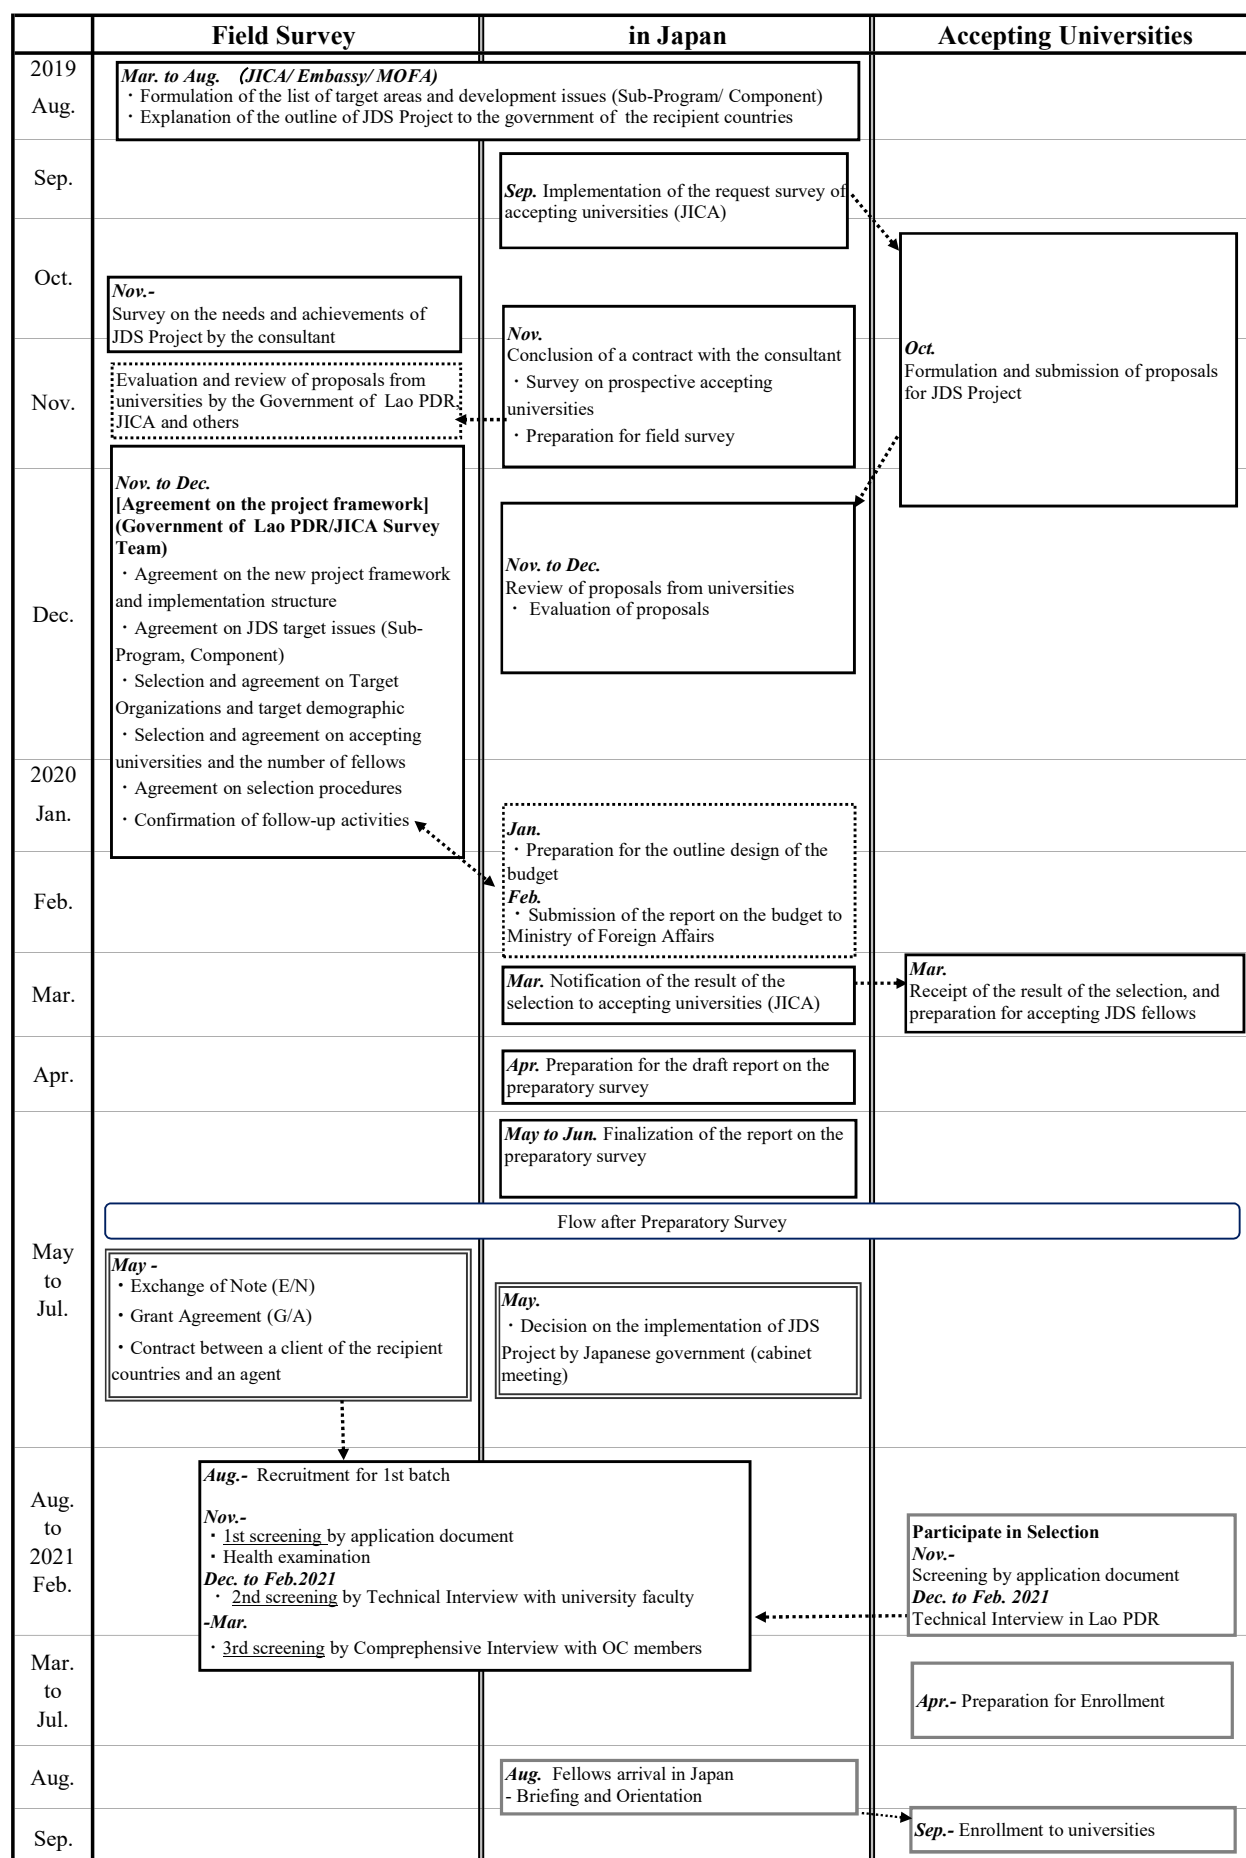 Field Survey
in Japan
Accepting Universities
2019
Aug.
Mar. to Aug. （JICA/ Embassy/ MOFA)
・Formulation of the list of target areas and development issues (Sub-Program/ Component)
・Explanation of the outline of JDS Project to the government of the recipient countries
Sep.
Sep. Implementation of the request survey of
accepting universities (JICA)
Oct.
Nov.-
Survey on the needs and achievements of
JDS Project by the consultant
Nov.
Conclusion of a contract with the consultant
・Survey on prospective accepting
universities
・Preparation for field survey
Oct.
Formulation and submission of proposals
for JDS Project
Nov.
Evaluation and review of proposals from
universities by the Government of Lao PDR,
JICA and others
Nov. to Dec.
[Agreement on the project framework]
(Government of Lao PDR/JICA Survey
Team)
・Agreement on the new project framework
and implementation structure
・Agreement on JDS target issues (Sub-
Program, Component)
・Selection and agreement on Target
Organizations and target demographic
・Selection and agreement on accepting
universities and the number of fellows
・Agreement on selection procedures
・Confirmation of follow-up activities
Dec.
Nov. to Dec.
Review of proposals from universities
・ Evaluation of proposals
2020
Jan.
Jan.
・Preparation for the outline design of the
budget
Feb.
・Submission of the report on the budget to
Ministry of Foreign Affairs
Feb.
Mar.
Mar. Notification of the result of the
selection to accepting universities (JICA)
Mar.
Receipt of the result of the selection, and
preparation for accepting JDS fellows
Apr.
Apr. Preparation for the draft report on the
preparatory survey
May to Jun. Finalization of the report on the
preparatory survey
Flow after Preparatory Survey
May
to
Jul.
May -
・Exchange of Note (E/N)
・Grant Agreement (G/A)
・Contract between a client of the recipient
countries and an agent
May.
・Decision on the implementation of JDS
Project by Japanese government (cabinet
meeting)
Aug.
to
2021
Feb.
Aug.- Recruitment for 1st batch
Nov.-
・1st screening by application document
・Health examination
Dec. to Feb.2021
・ 2nd screening by Technical Interview with university faculty
-Mar.
・3rd screening by Comprephensive Interview with OC members
Participate in Selection
Nov.-
Screening by application document
Dec. to Feb. 2021
Technical Interview in Lao PDR
Mar.
to
Jul.
Apr.- Preparation for Enrollment
Aug.
Aug. Fellows arrival in Japan
- Briefing and Orientation
Sep.
Sep.- Enrollment to universities